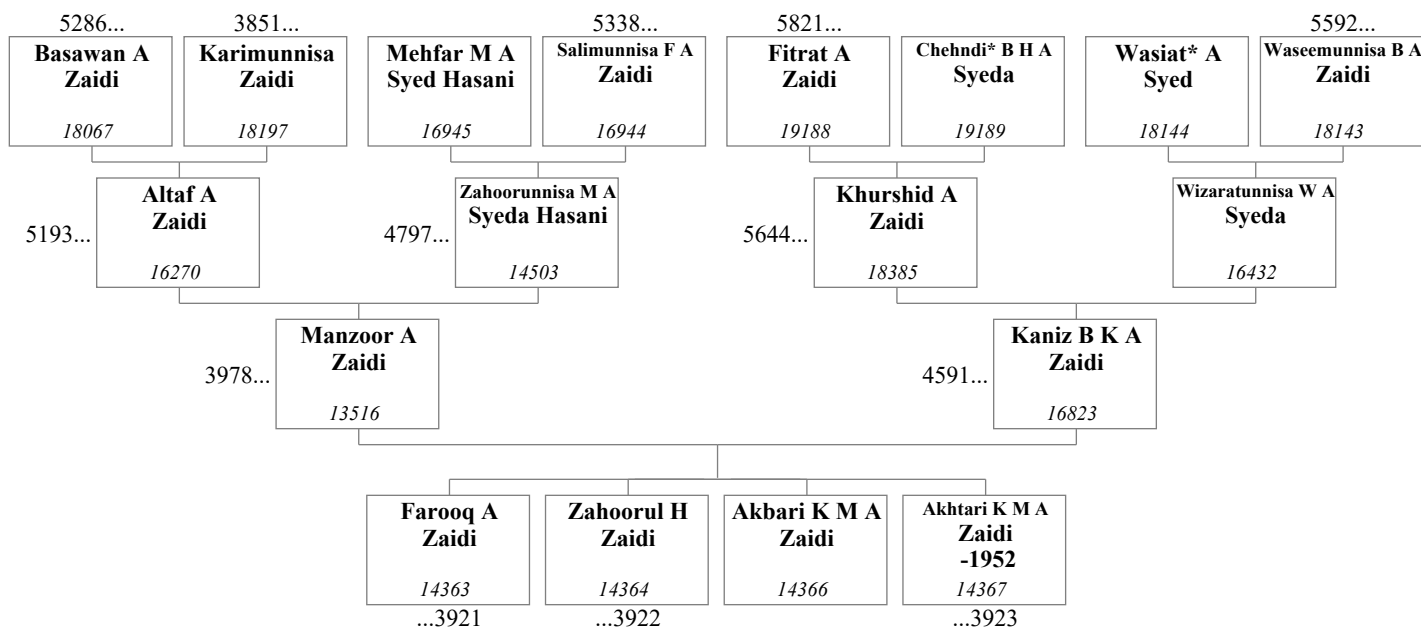 5286... 3851... 5338... 5821... 5592...
Basawan A
Zaidi
18067
Karimunnisa
Zaidi
18197
Mehfar M A
Syed Hasani
16945
Salimunnisa F A
Zaidi
16944
Fitrat A
Zaidi
19188
Chehndi* B H A
Syeda
19189
Wasiat* A
Syed
18144
Waseemunnisa B A
Zaidi
18143
5193...
Altaf A
Zaidi
16270
4797...
Zahoorunnisa M A
Syeda Hasani
14503
5644...
Khurshid A
Zaidi
18385
Wizaratunnisa W A
Syeda
16432
3978...
Manzoor A
Zaidi
13516
4591...
Kaniz B K A
Zaidi
16823
Farooq A
Zaidi
14363
...3921
Zahoorul H
Zaidi
14364
...3922
Akbari K M A
Zaidi
14366
Akhtari K M A
Zaidi
-1952
14367
...3923